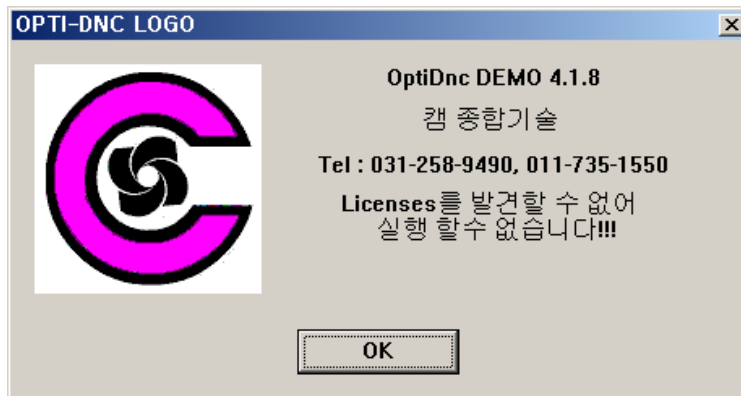 OPTI-DNC LOGO
OptiDnc DEMO 4.1.8
캠 종합기술
Tel : 031-258-9490, 011-735-1550
Licenses를 발견할 수 없어
실행 할수 없습니다!!!
OK